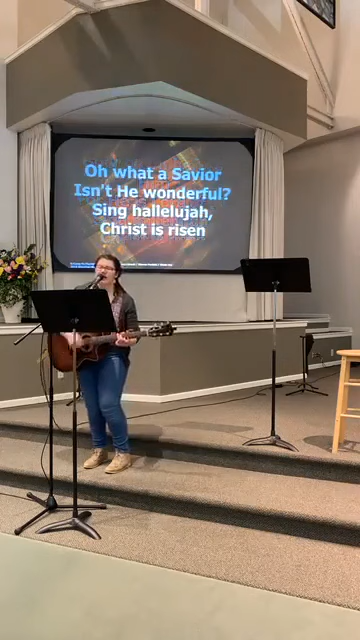 Oh what a Savior
Isn't He wonderful?
Sing hallelujah,
Christ is risen